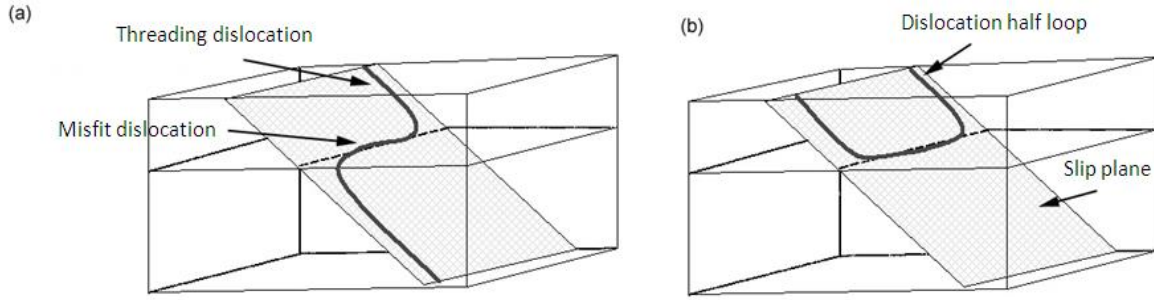 (a)
Threading dislocation
Misfit dislocation
(b)
Dislocation half loop
Slip plane